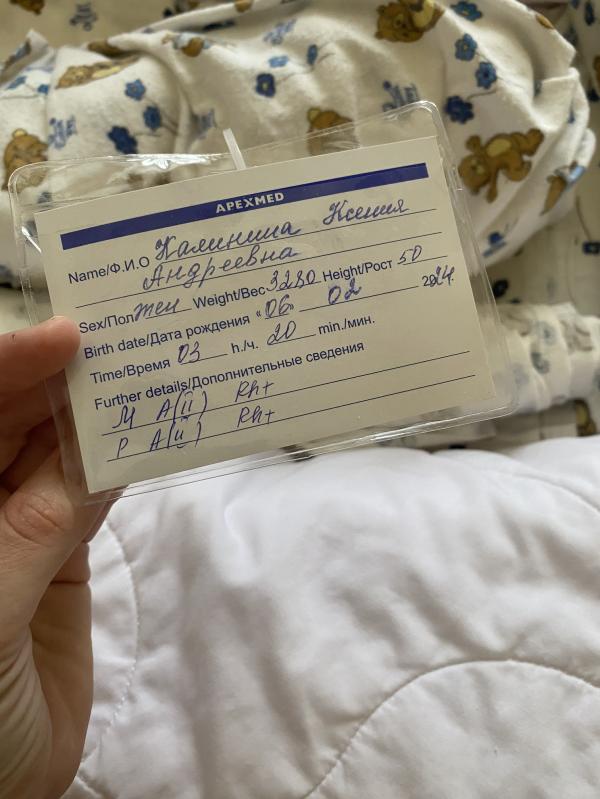 APEXMED
Name/Ф.И.О Калинина Ксения
Андреевна
Sex/Пол жен Weight/Вес 3230 Height/Рост 50
Birth date/Дата рождения «06» 02 2024.
Time/Время 03 h./ч. 20 min./мин.
Further details/Дополнительные сведения
М А(II) Rh+
Р А(II) Rh+